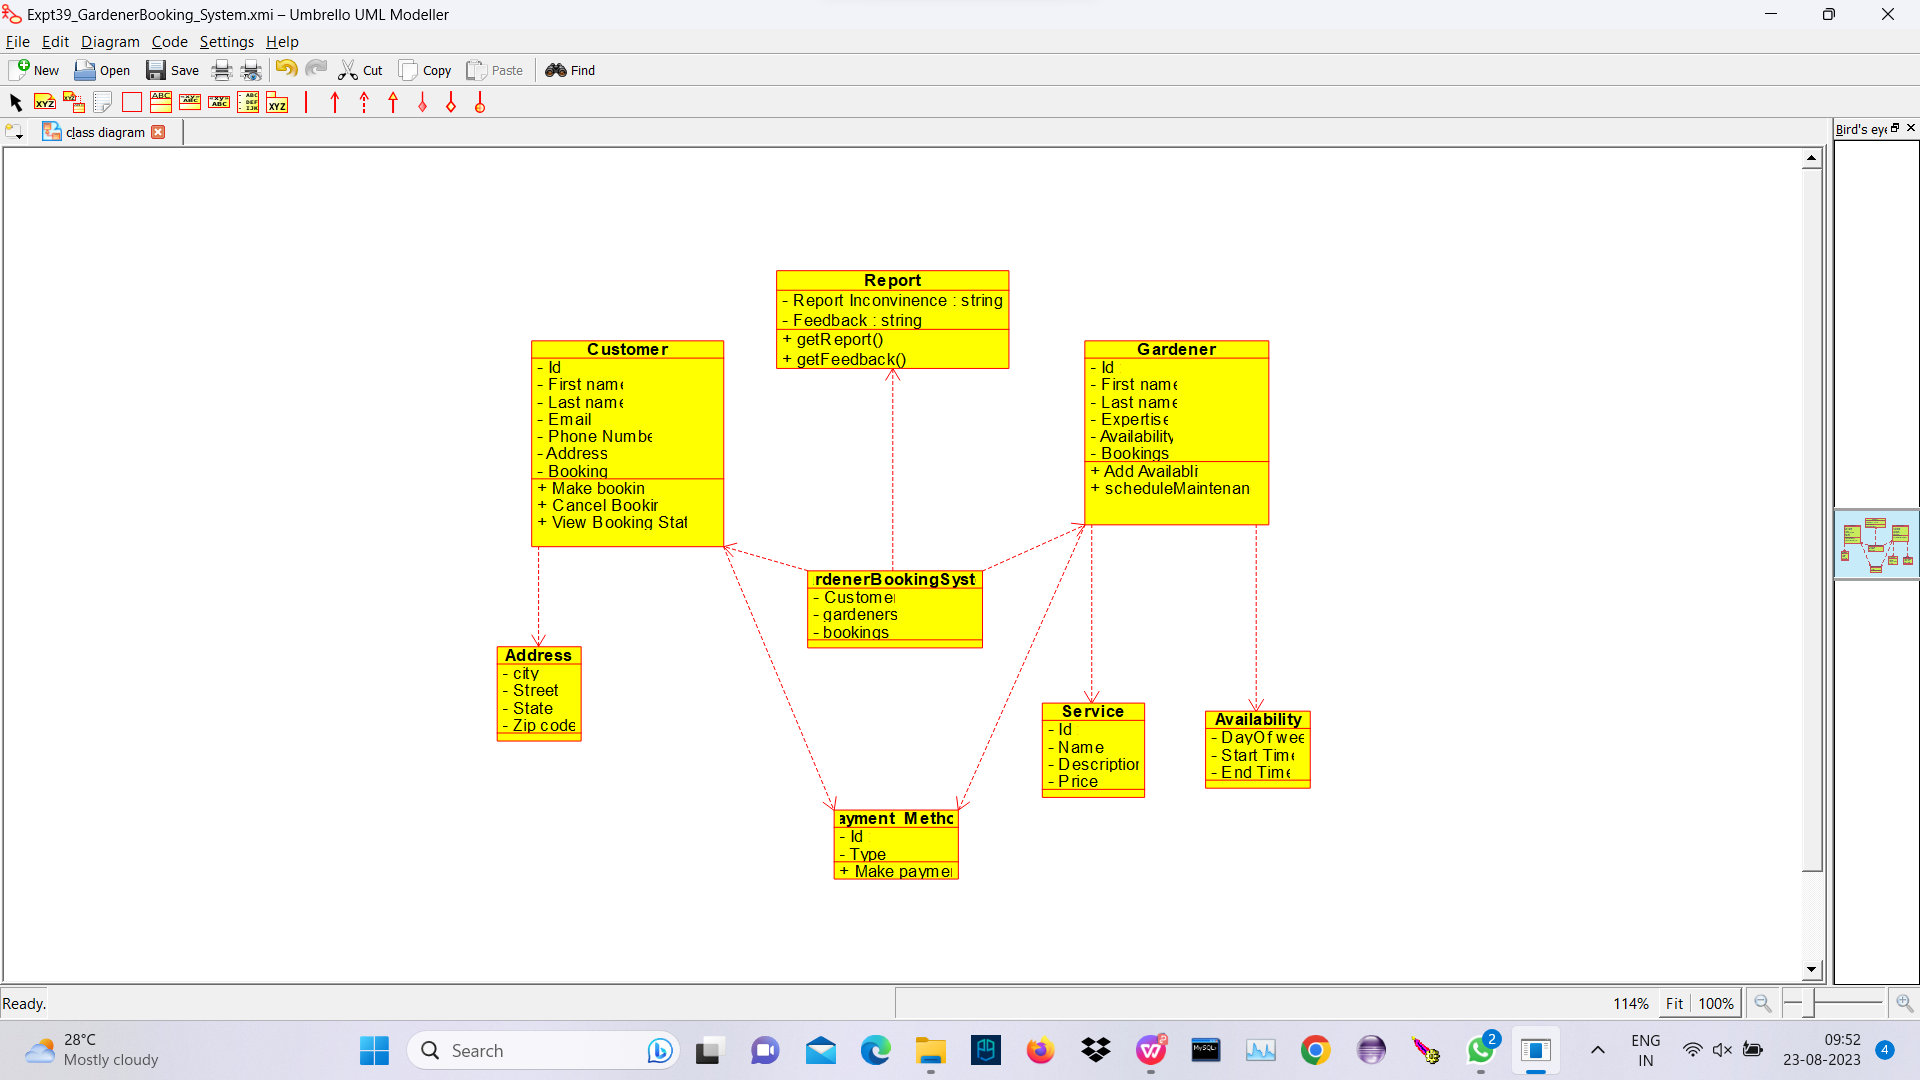 Expt39_GardenerBooking_System.xmi – Umbrello UML Modeller
File Edit Diagram Code Settings Help
New Open Save Cut Copy Paste Find
class diagram
Bird's eye
Report
- Report Inconvinence : string
- Feedback : string
+ getReport()
+ getFeedback()
Customer
- Id
- First name
- Last name
- Email
- Phone Numbe
- Address
- Booking
+ Make bookin
+ Cancel Bookir
+ View Booking Stat
Gardener
- Id
- First name
- Last name
- Expertise
- Availability
- Bookings
+ Add Availabli
+ scheduleMaintenan
rdenerBookingSyst
- Customer
- gardeners
- bookings
Address
- city
- Street
- State
- Zip code
Service
- Id
- Name
- Description
- Price
Availability
- DayOf wee
- Start Time
- End Time
ayment Metho
- Id
- Type
+ Make paymer
Ready.
114% Fit 100%
28°C
Mostly cloudy
Search
2
ENG
IN
09:52
23-08-2023
4